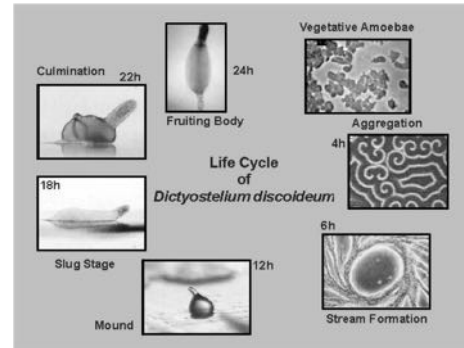 Vegetative Amoebae
Culmination
22h
24h
Fruiting Body
Aggregation
4h
Life Cycle
of
Dictyostelium discoideum
18h
6h
Slug Stage
12h
Mound
Stream Formation